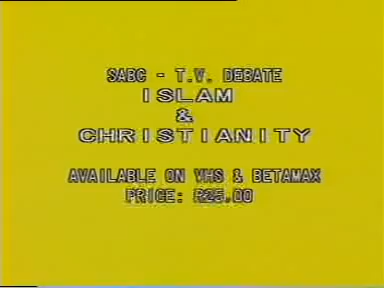 SABC - T.V. DEBATE
ISLAM
&
CHRISTIANITY
AVAILABLE ON VHS & BETAMAX
PRICE: R25.00